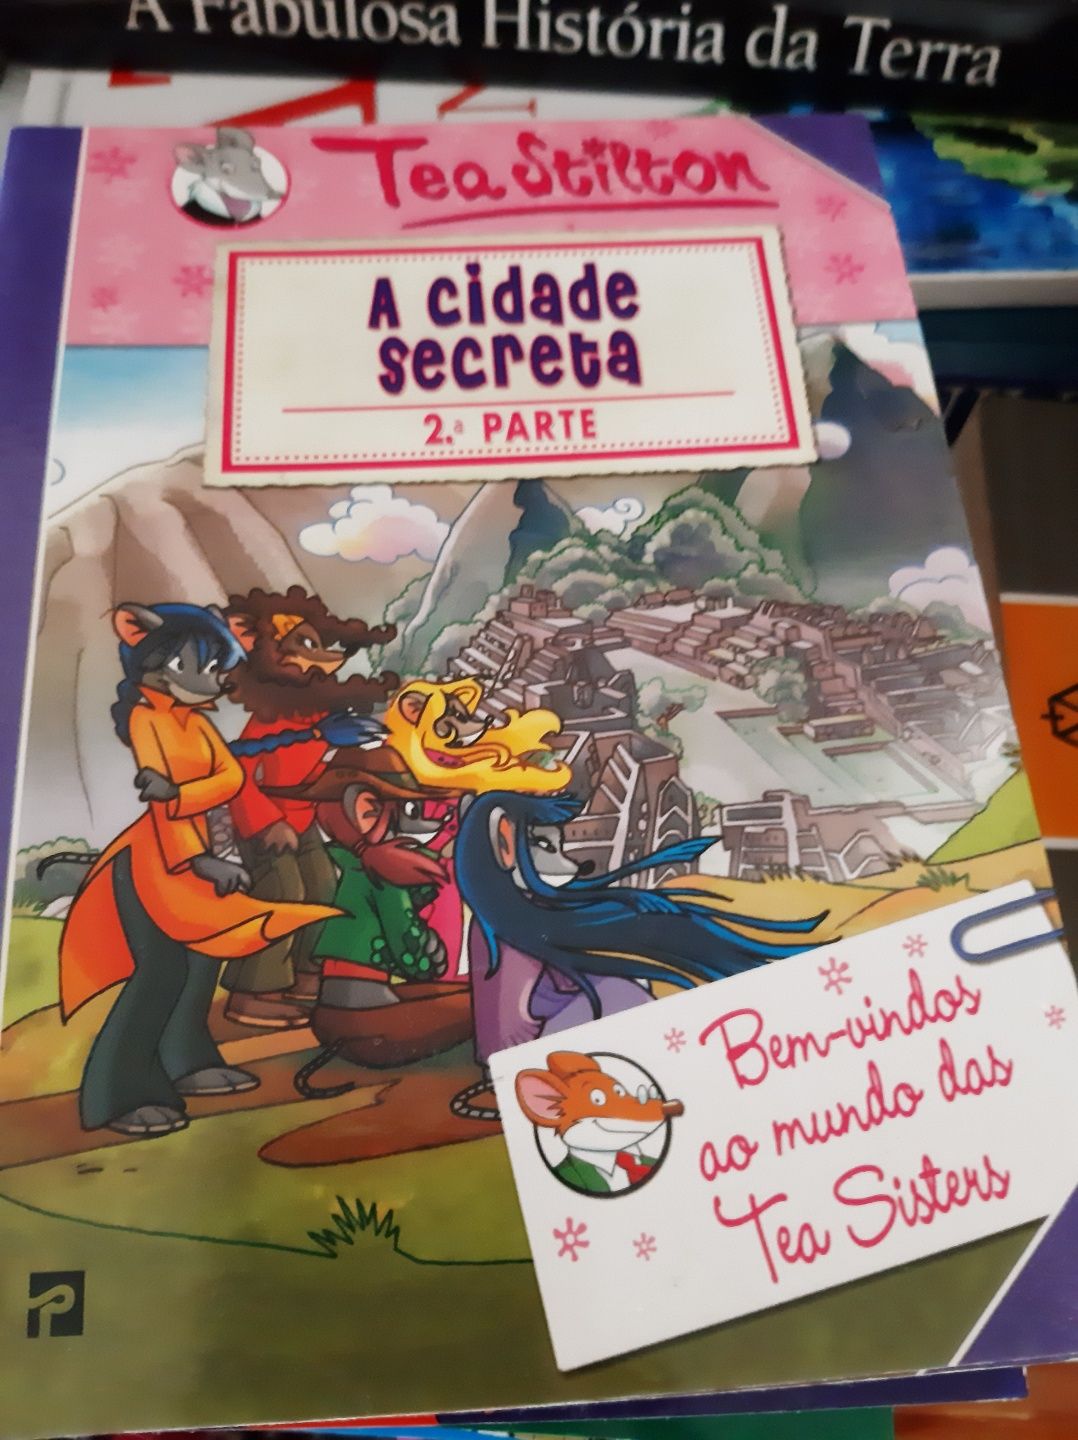 A Fabulosa História da Terra
Tea Stilton
A cidade
secreta
2.ª PARTE
Bem-vindos
ao mundo das
Tea Sisters